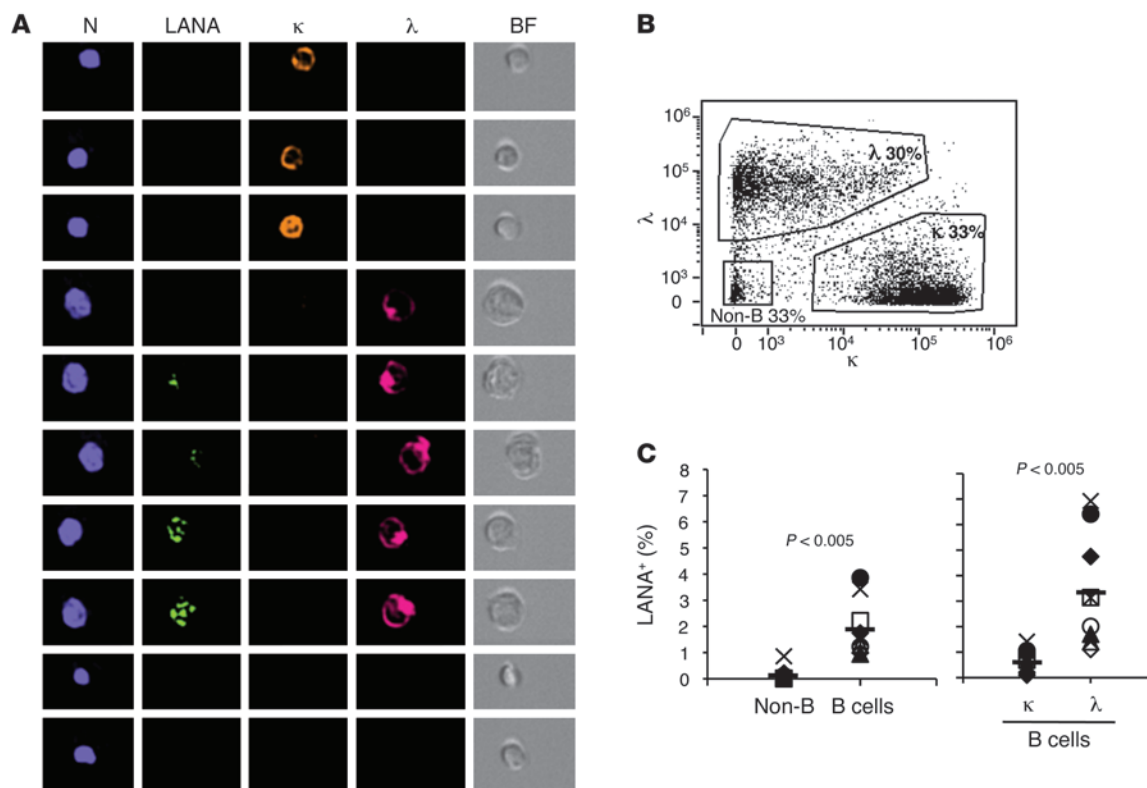 A
N LANA κ λ BF
B
λ
10⁶
10⁵
10⁴
10³
0
λ 30%
κ 33%
Non-B 33%
0 10³ 10⁴ 10⁵ 10⁶
κ
C
LANA⁺ (%)
8
7
6
5
4
3
2
1
0
P < 0.005
Non-B B cells
P < 0.005
κ λ
B cells